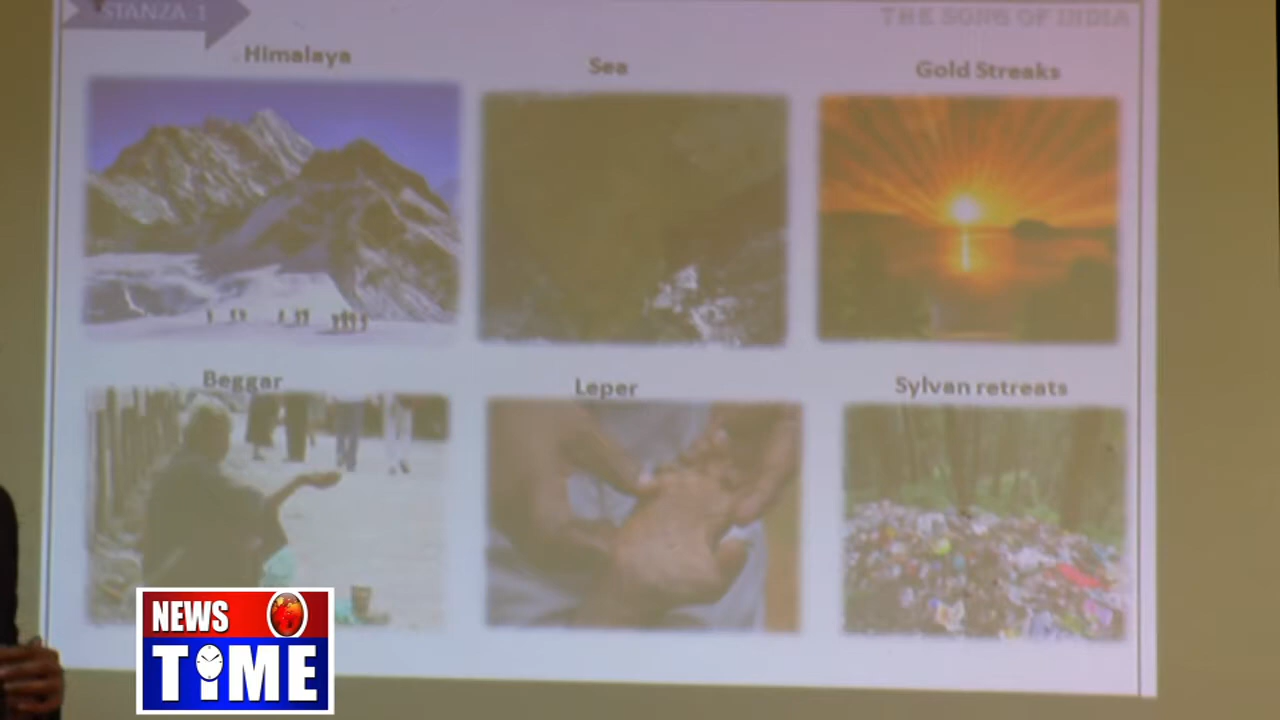 STANZA-1
THE SONG OF INDIA
Himalaya
Sea
Gold Streaks
Beggar
Leper
Sylvan retreats
NEWS
TIME